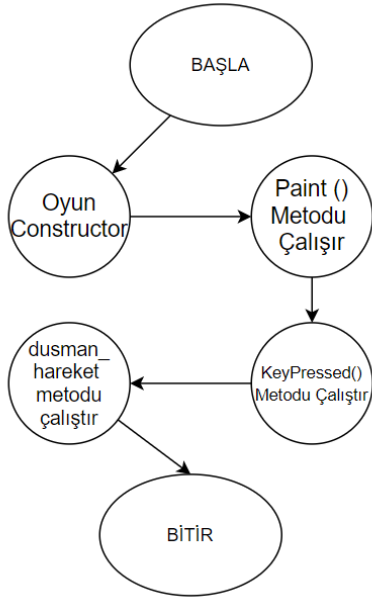 BAŞLA
Oyun
Constructor
Paint ()
Metodu
Çalışır
KeyPressed()
Metodu Çalıştır
dusman_
hareket
metodu
çalıştır
BİTİR